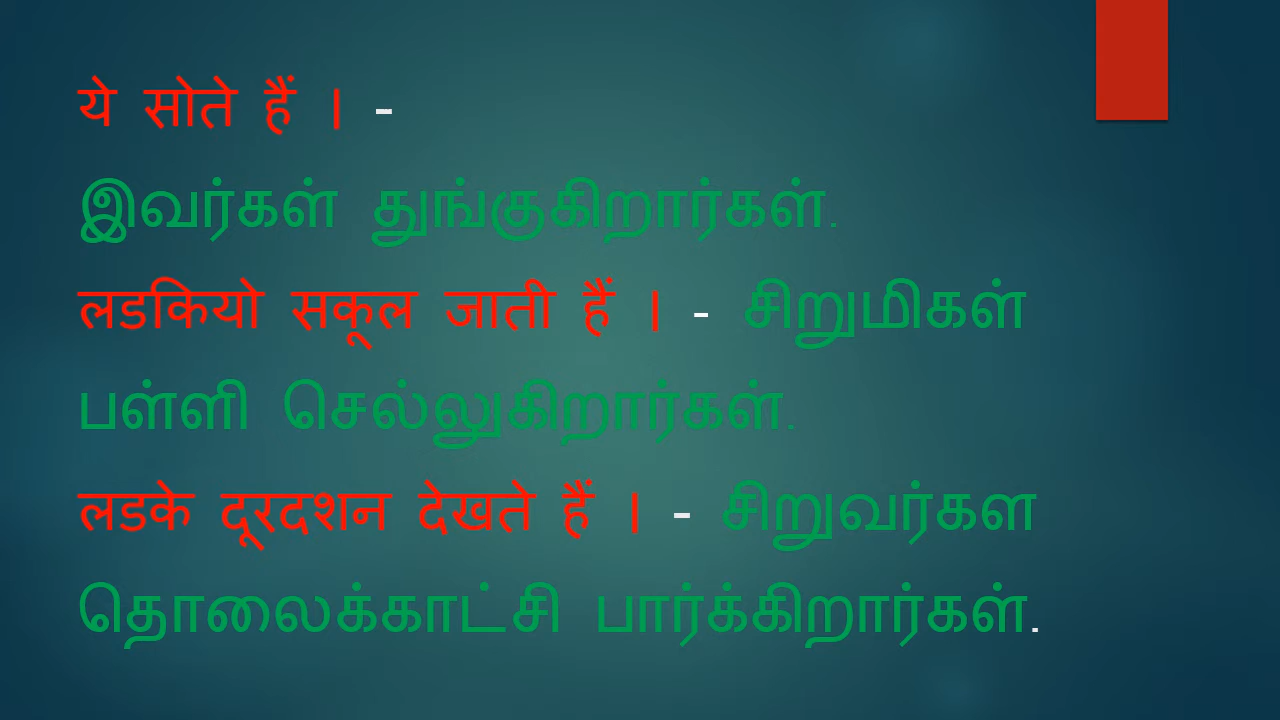 ये सोते हैं । -
இவர்கள் துங்குகிறார்கள்.
लडकियो सकूल जाती हैं । - சிறுமிகள்
பள்ளி செல்லுகிறார்கள்.
लडके दूरदशन देखते हैं । - சிறுவர்கள
தொலைக்காட்சி பார்க்கிறார்கள்.